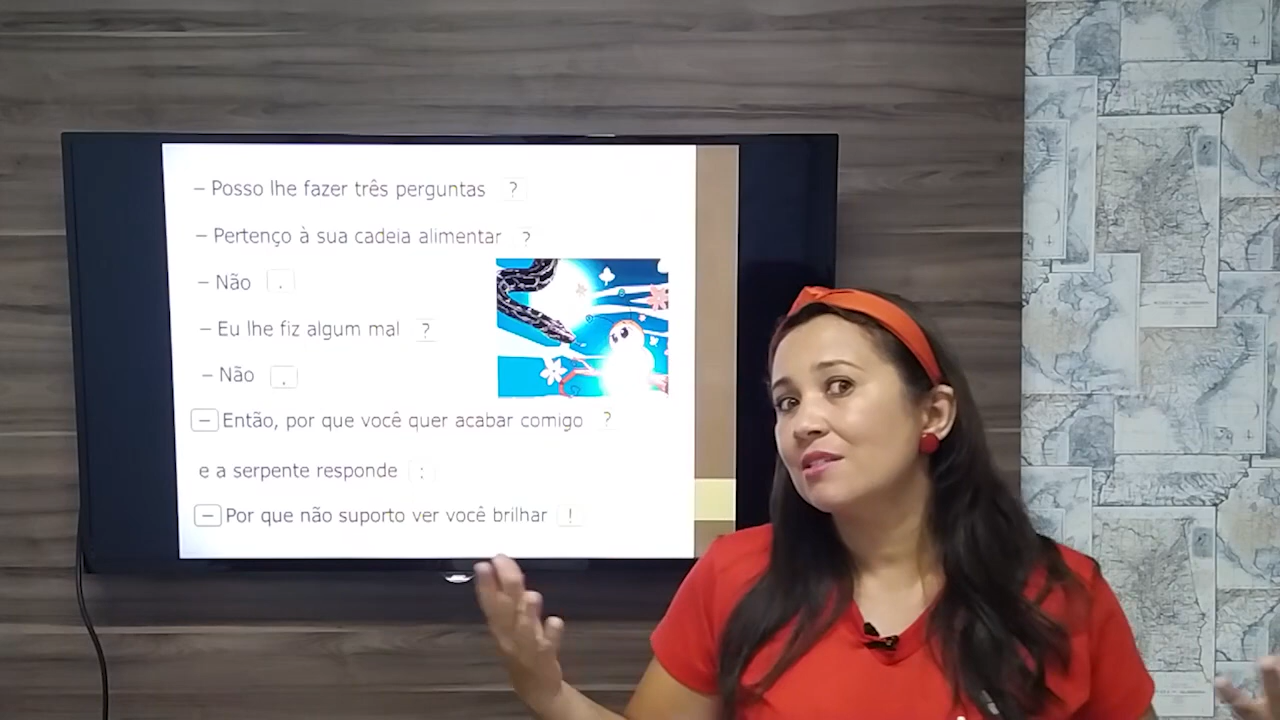 – Posso lhe fazer três perguntas ?
– Pertenço à sua cadeia alimentar ?
– Não .
– Eu lhe fiz algum mal ?
– Não .
– Então, por que você quer acabar comigo ?
e a serpente responde :
– Por que não suporto ver você brilhar !